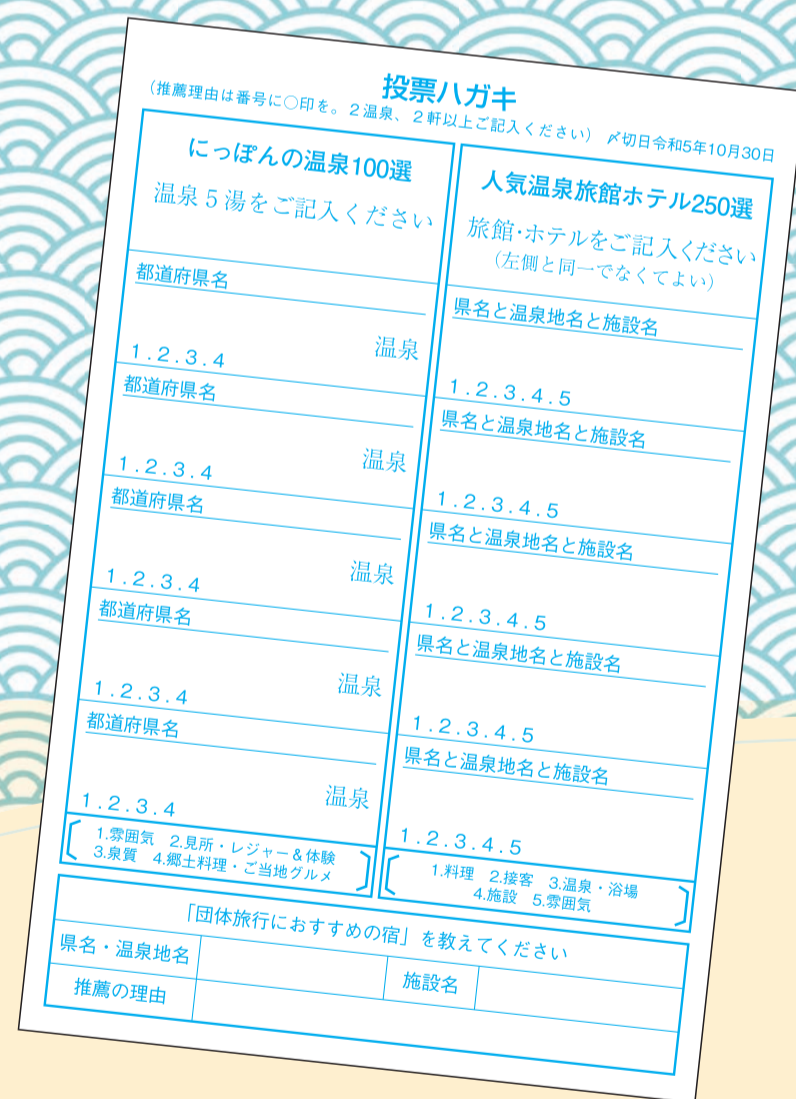 投票ハガキ
（推薦理由は番号に○印を。２温泉、２軒以上ご記入ください） 〆切日令和5年10月30日
にっぽんの温泉100選
温泉５湯をご記入ください
都道府県名
温泉
1.2.3.4
都道府県名
温泉
1.2.3.4
都道府県名
温泉
1.2.3.4
都道府県名
温泉
1.2.3.4
都道府県名
温泉
1.2.3.4
1.雰囲気 2.見所・レジャー＆体験
3.泉質 4.郷土料理・ご当地グルメ
人気温泉旅館ホテル250選
旅館・ホテルをご記入ください
（左側と同一でなくてよい）
県名と温泉地名と施設名
1.2.3.4.5
県名と温泉地名と施設名
1.2.3.4.5
県名と温泉地名と施設名
1.2.3.4.5
県名と温泉地名と施設名
1.2.3.4.5
県名と温泉地名と施設名
1.2.3.4.5
1.料理 2.接客 3.温泉・浴場
4.施設 5.雰囲気
「団体旅行におすすめの宿」を教えてください
県名・温泉地名
施設名
推薦の理由